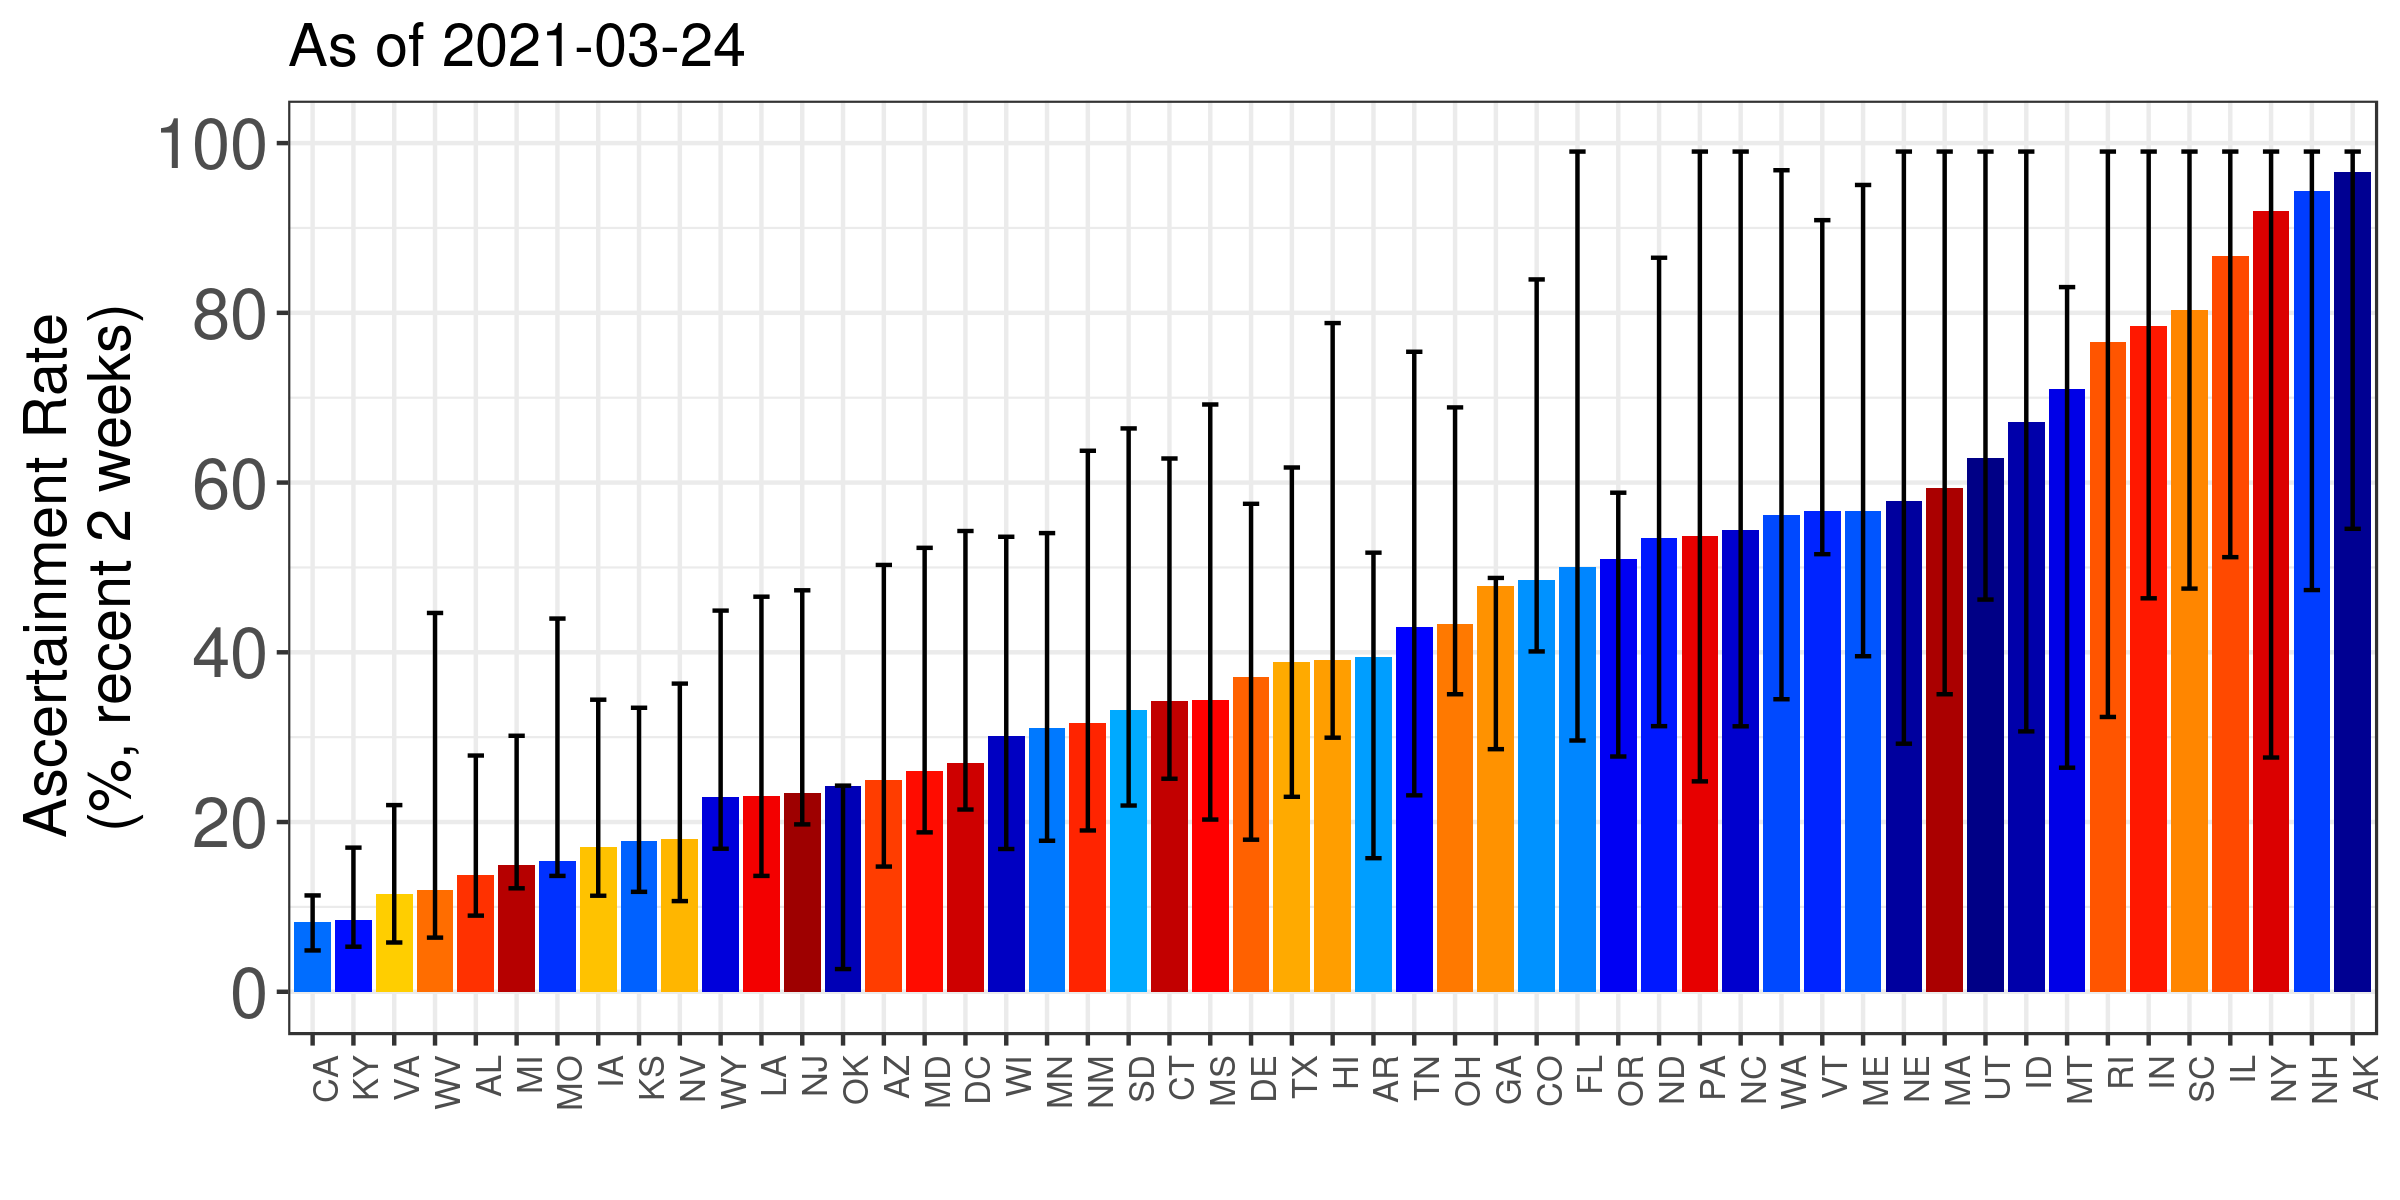 As of 2021-03-24
Ascertainment Rate
(%, recent 2 weeks)
100
80
60
40
20
0
CA KY VA WV AL MI MO IA KS NV WY LA NJ OK AZ MD DC WI MN NM SD CT MS DE TX HI AR TN OH GA CO FL OR ND PA NC WA VT ME NE MA UT ID MT RI IN SC IL NY NH AK